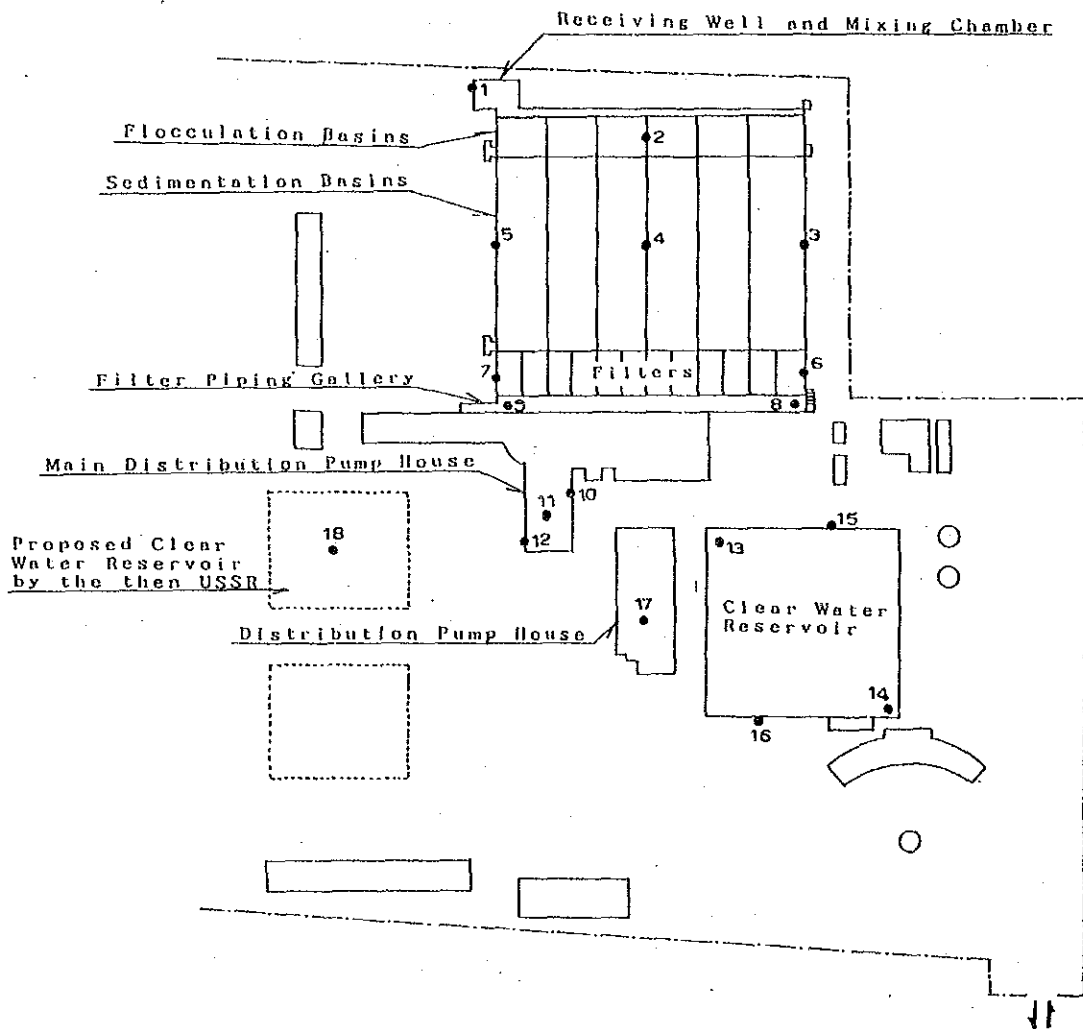 Receiving Well and Mixing Chamber
1
Flocculation Basins
2
Sedimentation Basins
5
4
3
7
Filters
6
Filter Piping Gallery
9
8
Main Distribution Pump House
10
11
12
15
13
18
Proposed Clear
Water Reservoir
by the then USSR
17
Clear Water
Reservoir
Distribution Pump House
14
16